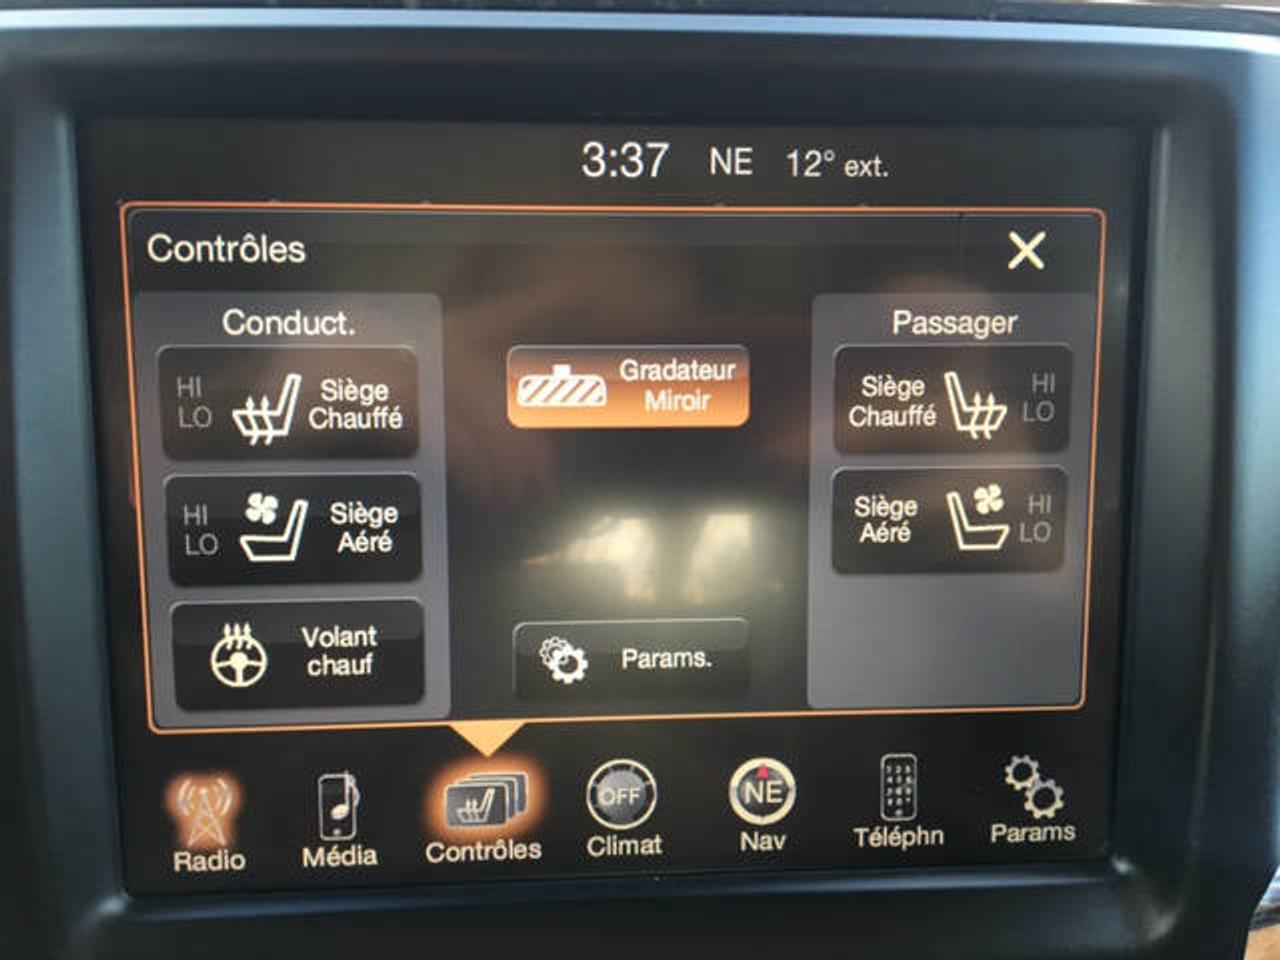 3:37 NE 12° ext.
Contrôles
Conduct.
HI
LO
Siège
Chauffé
HI
LO
Siège
Aéré
Volant
chauf
Gradateur
Miroir
Params.
Passager
Siège
Chauffé
HI
LO
Siège
Aéré
HI
LO
Radio
Média
Contrôles
OFF
Climat
NE
Nav
Téléphn
Params